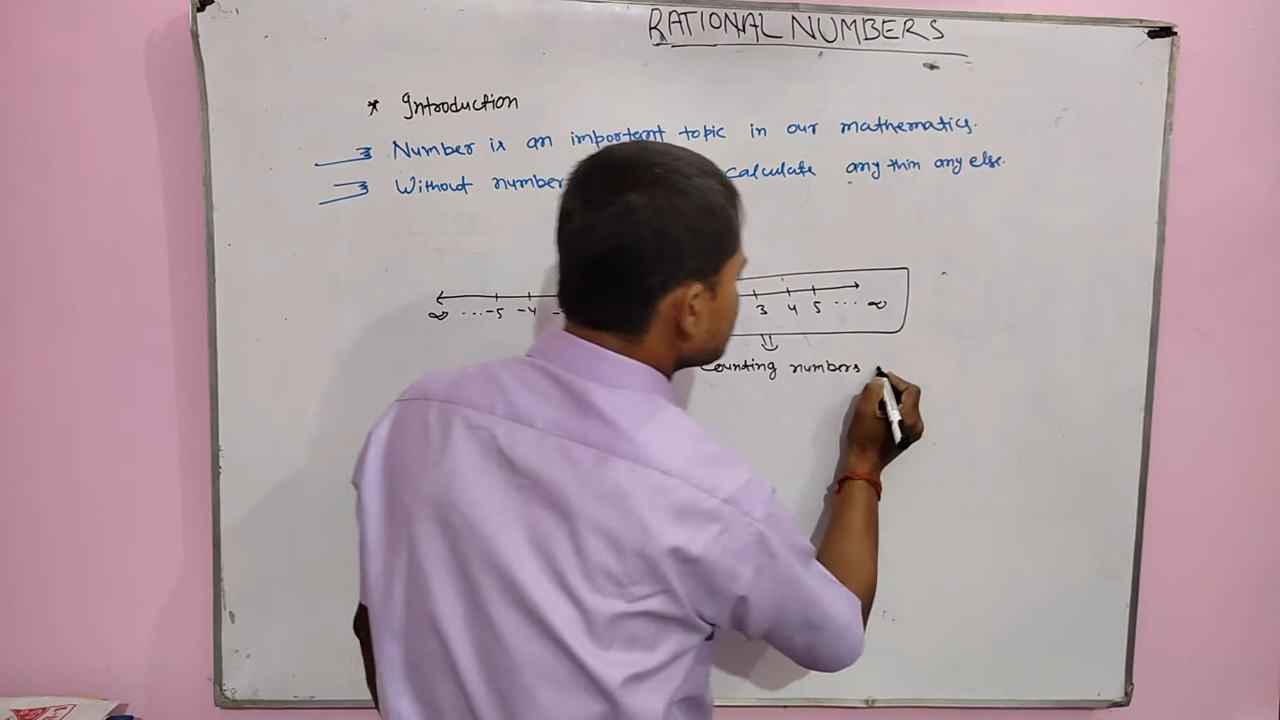 RATIONAL NUMBERS
* Introduction
Number is an important topic in our mathematics.
Without number calculate any thin any else.
∞ ... -5 -4 - 3 4 5 ... ∞
Counting numbers